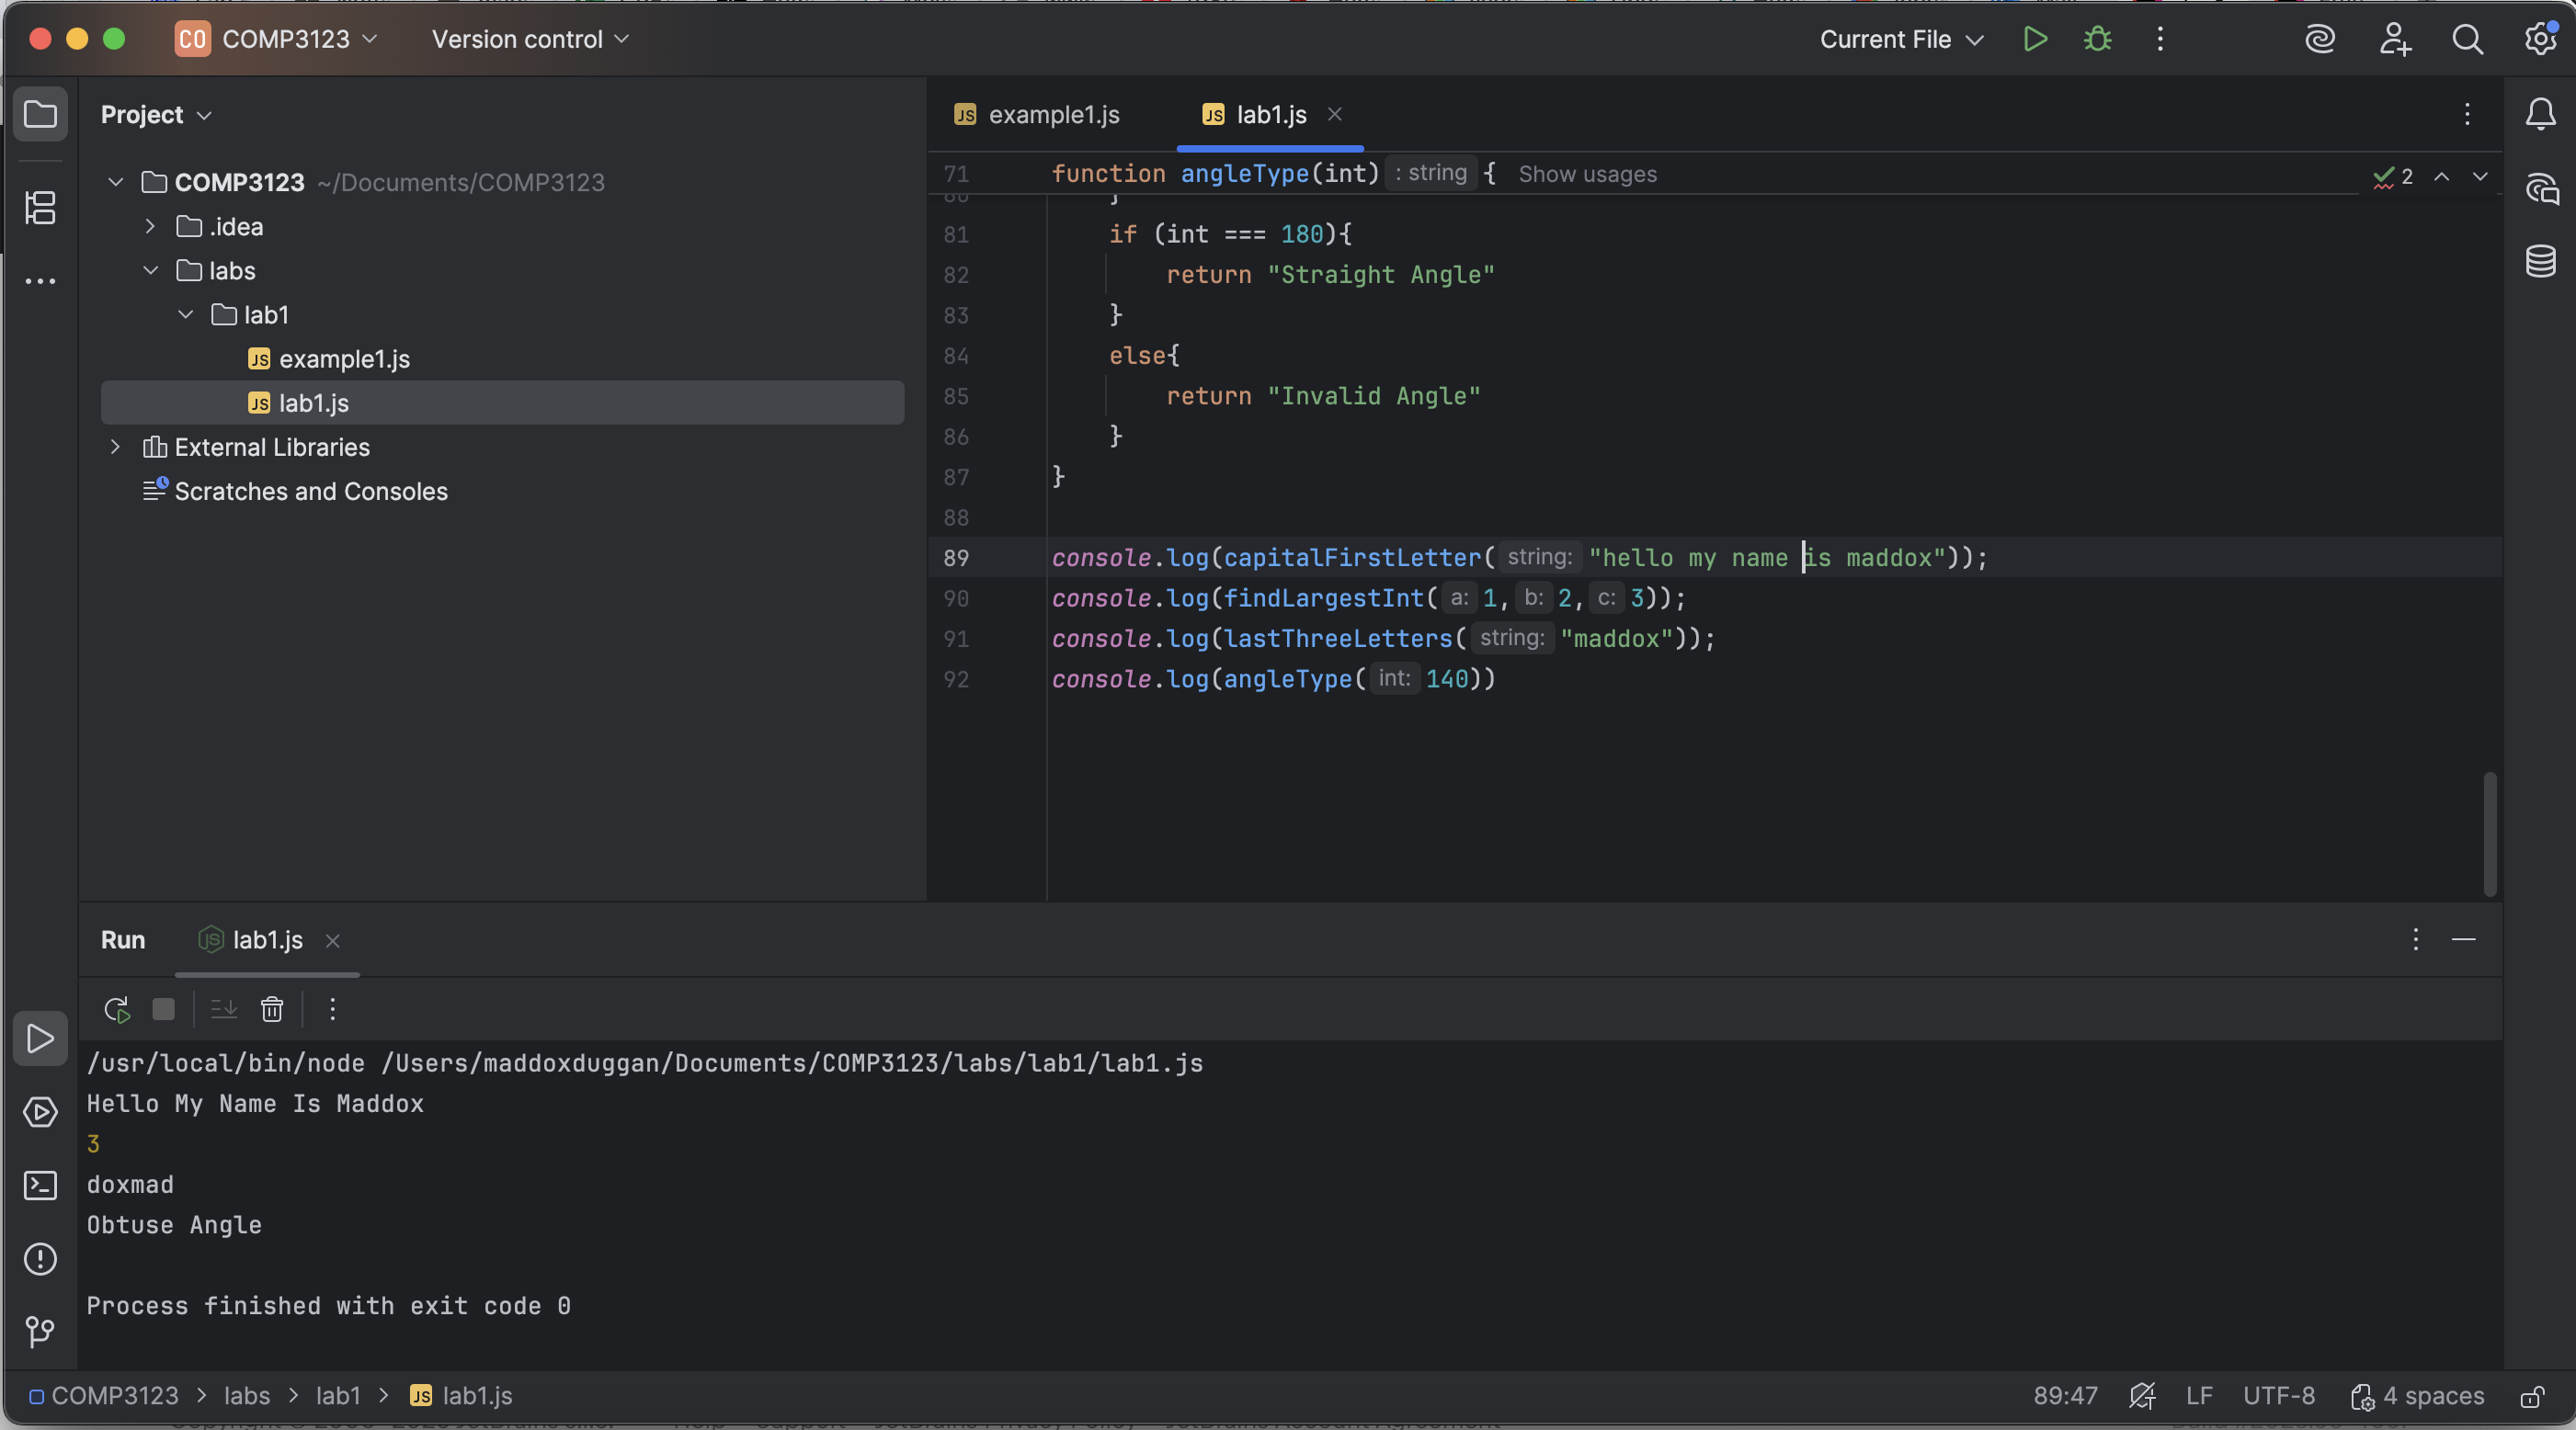 CO COMP3123 Version control Current File
Project
example1.js lab1.js
COMP3123 ~/Documents/COMP3123
.idea
labs
lab1
example1.js
lab1.js
External Libraries
Scratches and Consoles
71 function angleType(int) : string { Show usages 2
80 }
81 if (int === 180){
82 return "Straight Angle"
83 }
84 else{
85 return "Invalid Angle"
86 }
87 }
88
89 console.log(capitalFirstLetter( string: "hello my name is maddox"));
90 console.log(findLargestInt( a: 1, b: 2, c: 3));
91 console.log(lastThreeLetters( string: "maddox"));
92 console.log(angleType( int: 140))
Run lab1.js
/usr/local/bin/node /Users/maddoxduggan/Documents/COMP3123/labs/lab1/lab1.js
Hello My Name Is Maddox
3
doxmad
Obtuse Angle
Process finished with exit code 0
COMP3123 > labs > lab1 > JS lab1.js 89:47 LF UTF-8 4 spaces